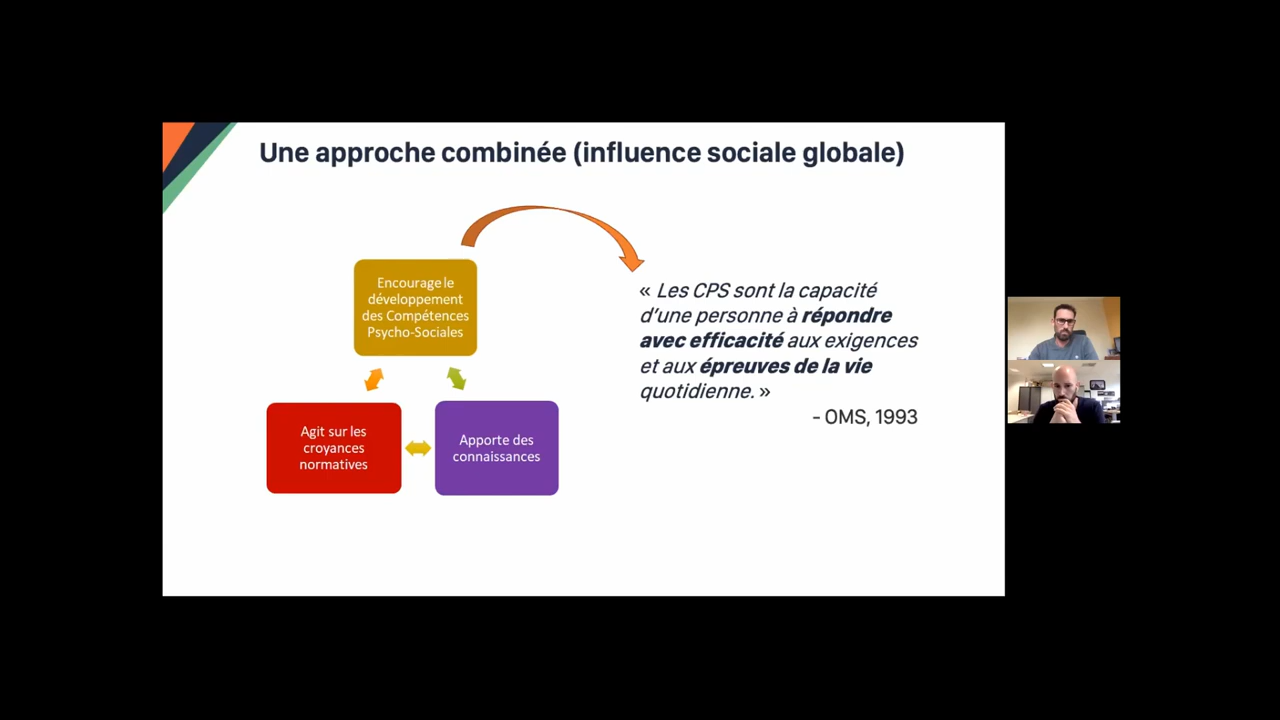 Une approche combinée (influence sociale globale)
Encourage le
développement
des Compétences
Psycho-Sociales
Agit sur les
croyances
normatives
Apporte des
connaissances
« Les CPS sont la capacité
d’une personne à répondre
avec efficacité aux exigences
et aux épreuves de la vie
quotidienne. »
- OMS, 1993